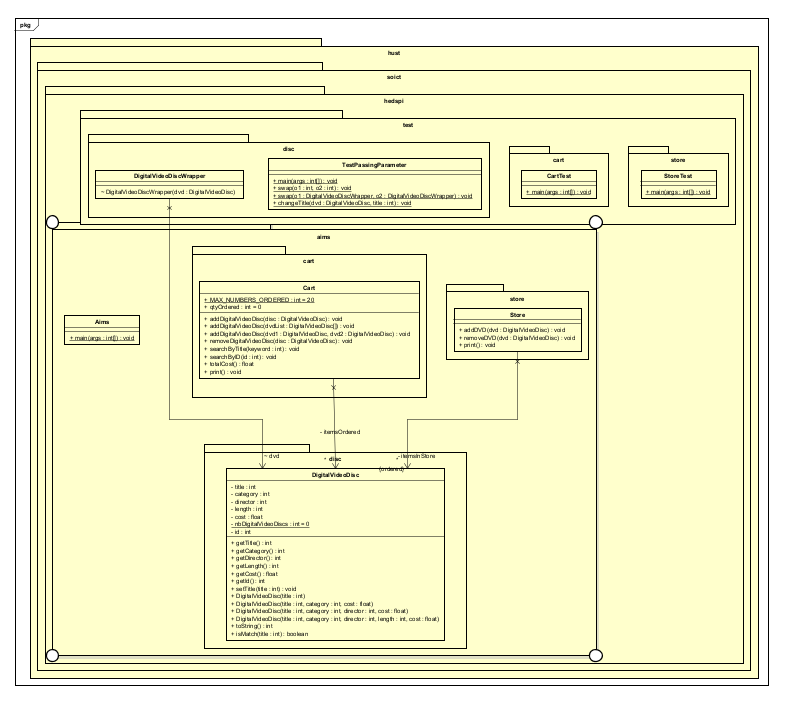 pkg
hust
soict
hedspi
test
disc
DigitalVideoDiscWrapper
~ DigitalVideoDiscWrapper(dvd : DigitalVideoDisc)
TestPassingParameter
+ main(args : int[]) : void
+ swap(o1 : int, o2 : int) : void
+ swap(o1 : DigitalVideoDiscWrapper, o2 : DigitalVideoDiscWrapper) : void
+ changeTitle(dvd : DigitalVideoDisc, title : int) : void
cart
CartTest
+ main(args : int[]) : void
store
StoreTest
+ main(args : int[]) : void
aims
cart
Cart
+ MAX_NUMBERS_ORDERED : int = 20
+ qtyOrdered : int = 0
+ addDigitalVideoDisc(disc : DigitalVideoDisc) : void
+ addDigitalVideoDisc(dvdList : DigitalVideoDisc[]) : void
+ addDigitalVideoDisc(dvd1 : DigitalVideoDisc, dvd2 : DigitalVideoDisc) : void
+ removeDigitalVideoDisc(disc : DigitalVideoDisc) : void
+ searchByTitle(keyword : int) : void
+ searchByID(id : int) : void
+ totalCost() : float
+ print() : void
Aims
+ main(args : int[]) : void
store
Store
+ addDVD(dvd : DigitalVideoDisc) : void
+ removeDVD(dvd : DigitalVideoDisc) : void
+ print() : void
- itemsOrdered
~ dvd
* disc
* - itemsInStore
{ordered}
DigitalVideoDisc
- title : int
- category : int
- director : int
- length : int
- cost : float
- nbDigitalVideoDiscs : int = 0
- id : int
+ getTitle() : int
+ getCategory() : int
+ getDirector() : int
+ getLength() : int
+ getCost() : float
+ getId() : int
+ setTitle(title : int) : void
+ DigitalVideoDisc(title : int)
+ DigitalVideoDisc(title : int, category : int, cost : float)
+ DigitalVideoDisc(title : int, category : int, director : int, cost : float)
+ DigitalVideoDisc(title : int, category : int, director : int, length : int, cost : float)
+ toString() : int
+ isMatch(title : int) : boolean